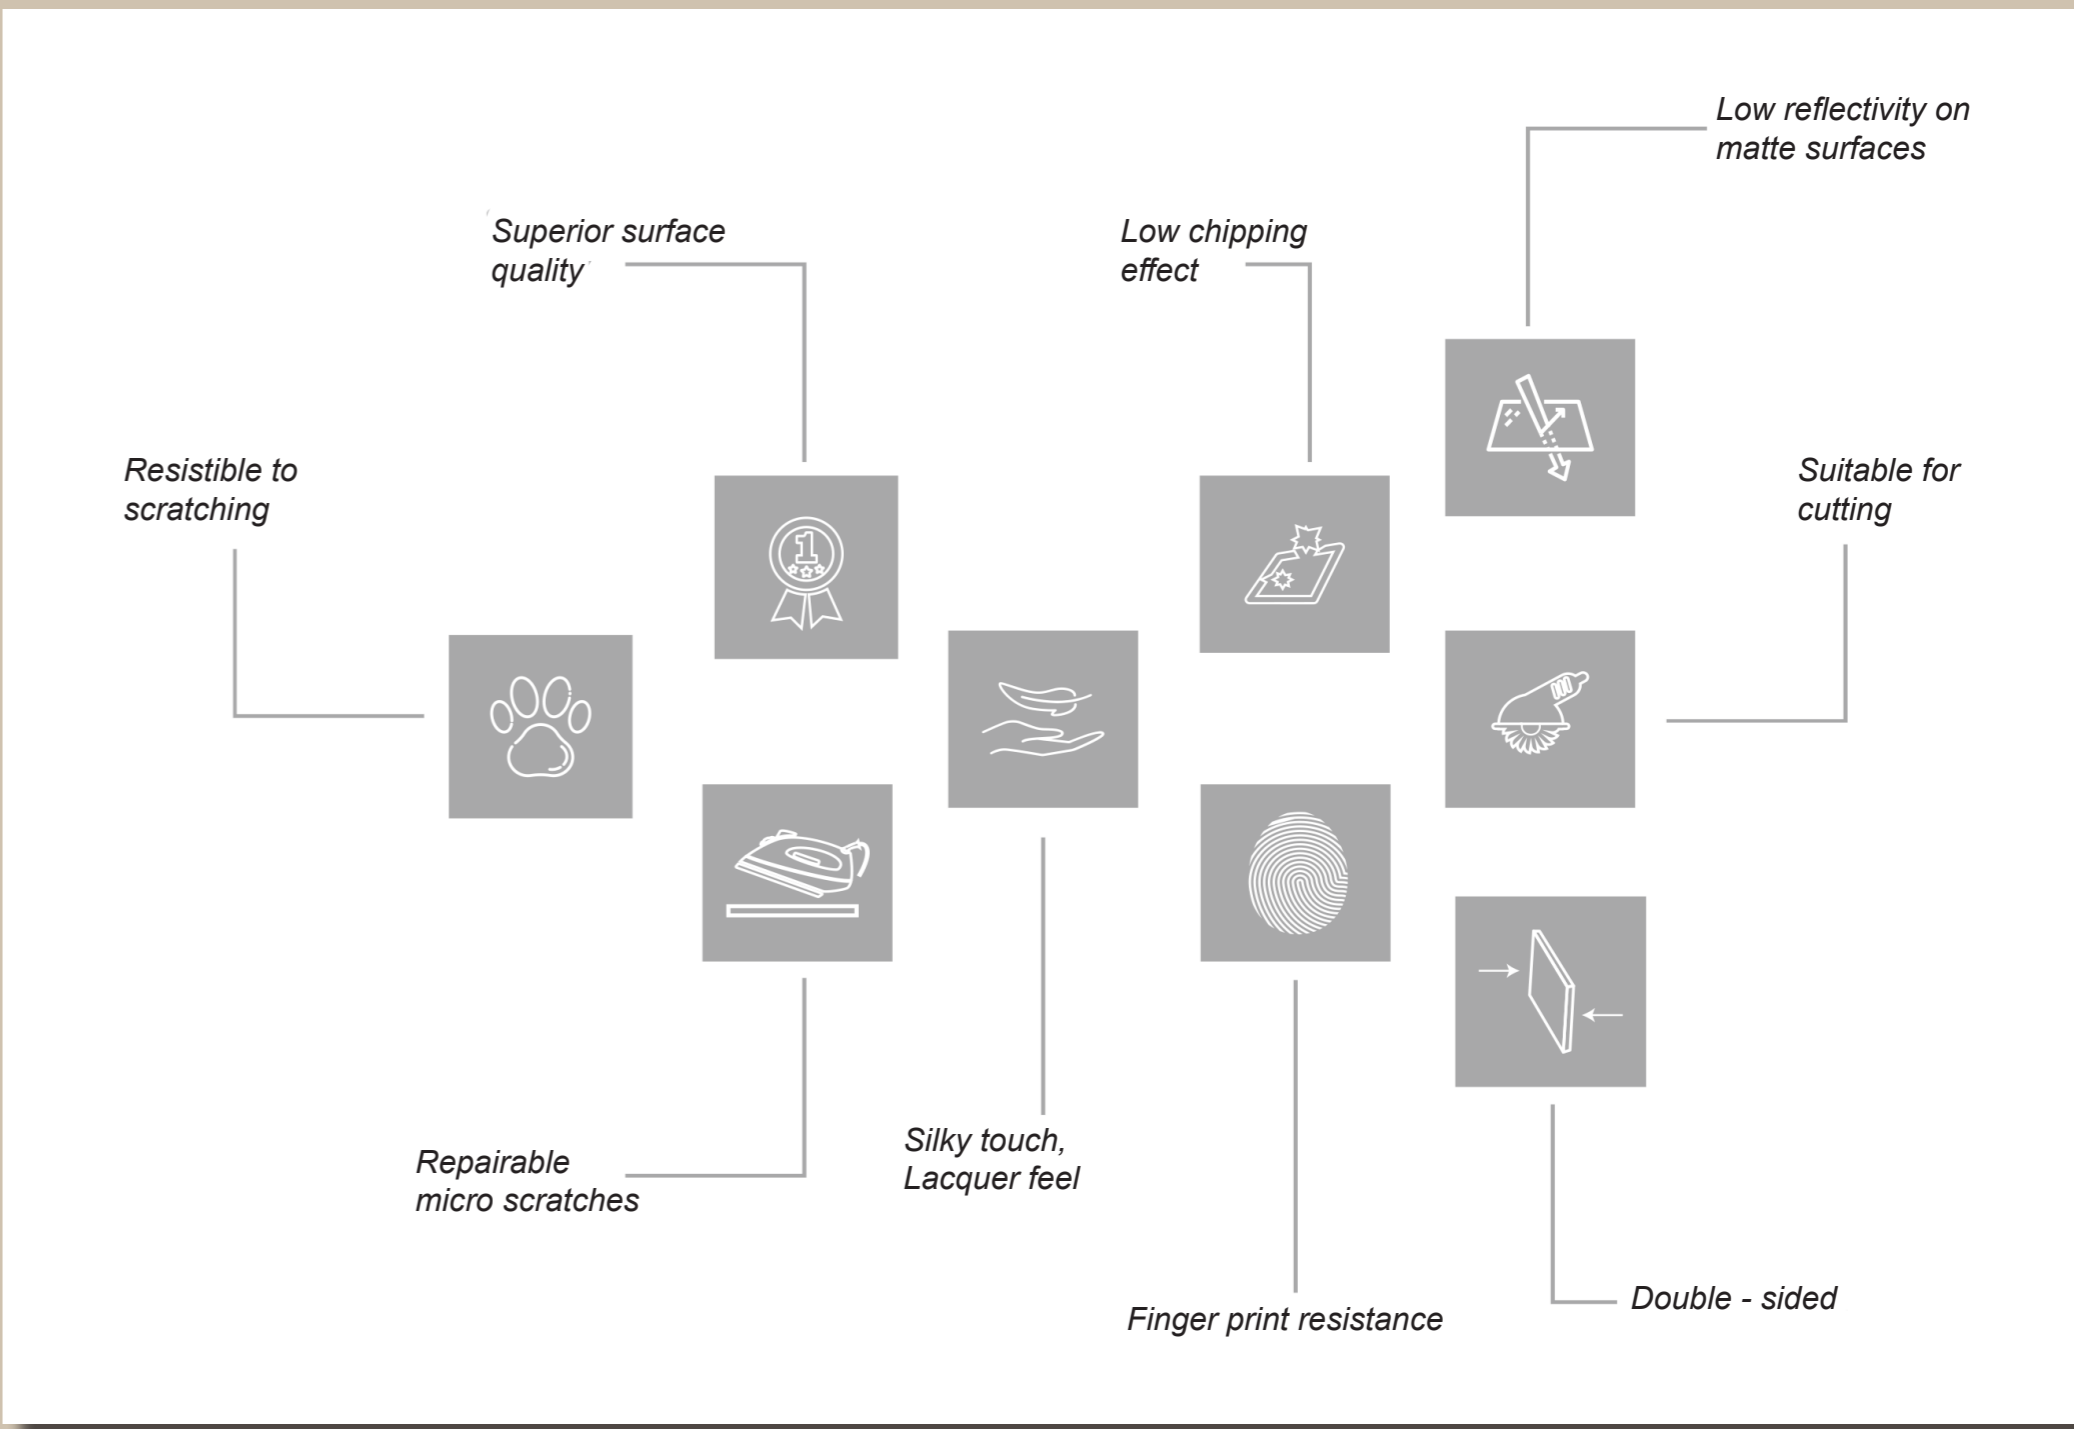 Low reflectivity on
matte surfaces
Superior surface
quality
Low chipping
effect
Resistible to
scratching
Suitable for
cutting
1
Repairable
micro scratches
Silky touch,
Lacquer feel
Finger print resistance
Double - sided